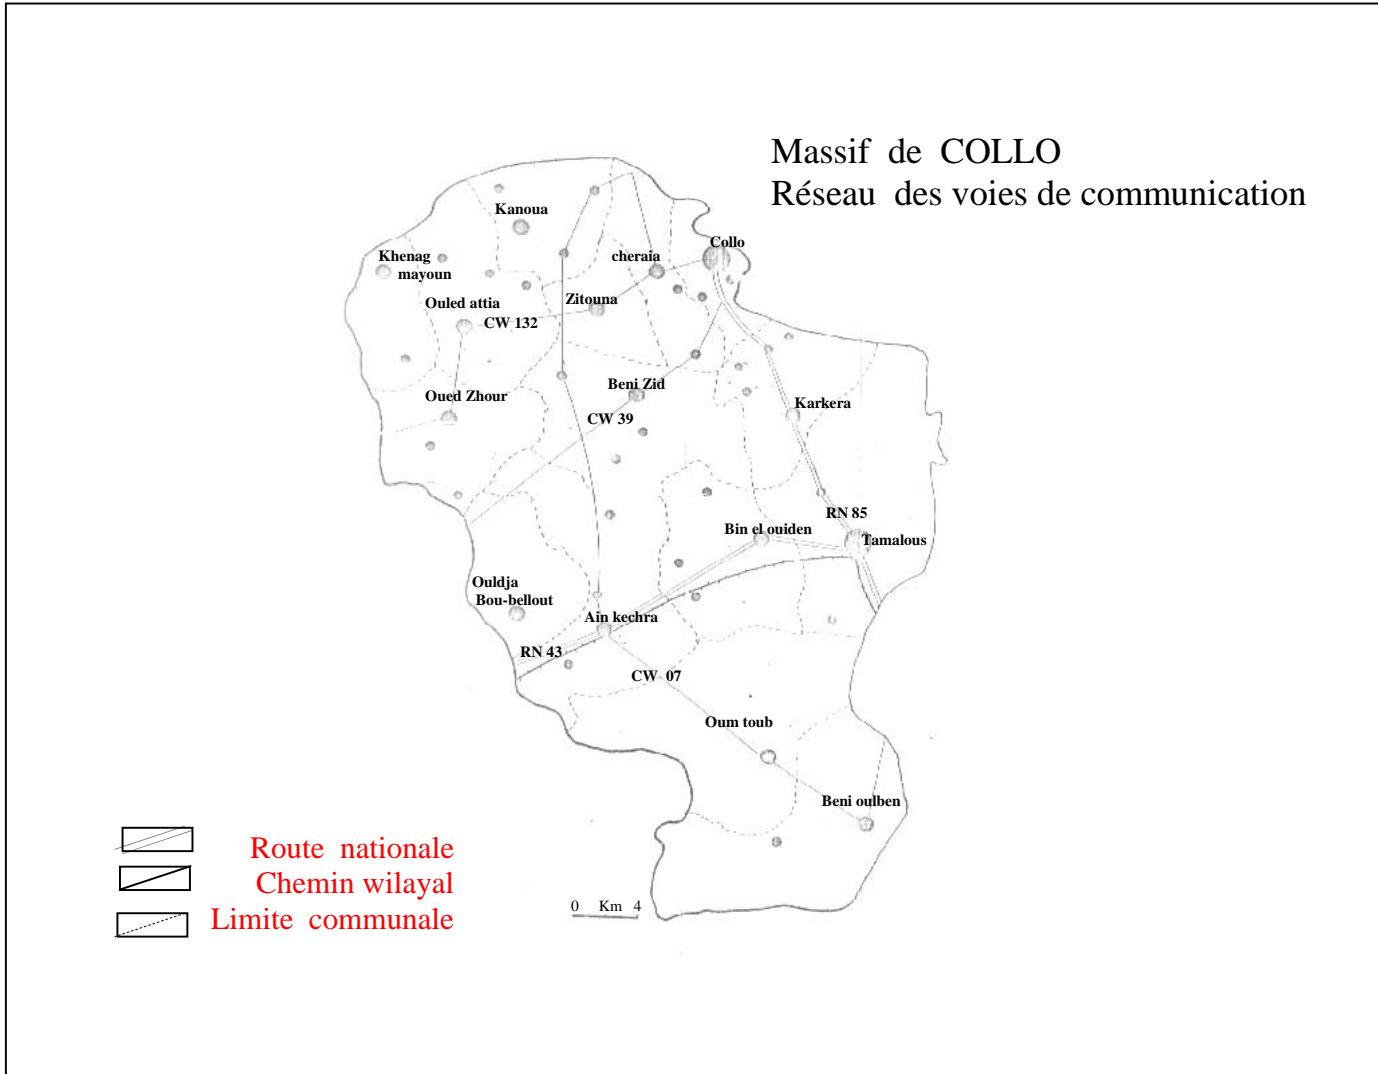 Massif de COLLO
Réseau des voies de communication
Kanoua
Collo
Khenag
mayoun
cheraia
Ouled attia
Zitouna
CW 132
Oued Zhour
Beni Zid
Karkera
CW 39
RN 85
Bin el ouiden
Tamalous
Ouldja
Bou-bellout
Ain kechra
RN 43
CW 07
Oum toub
Beni oulben
Route nationale
Chemin wilayal
Limite communale
0 Km 4